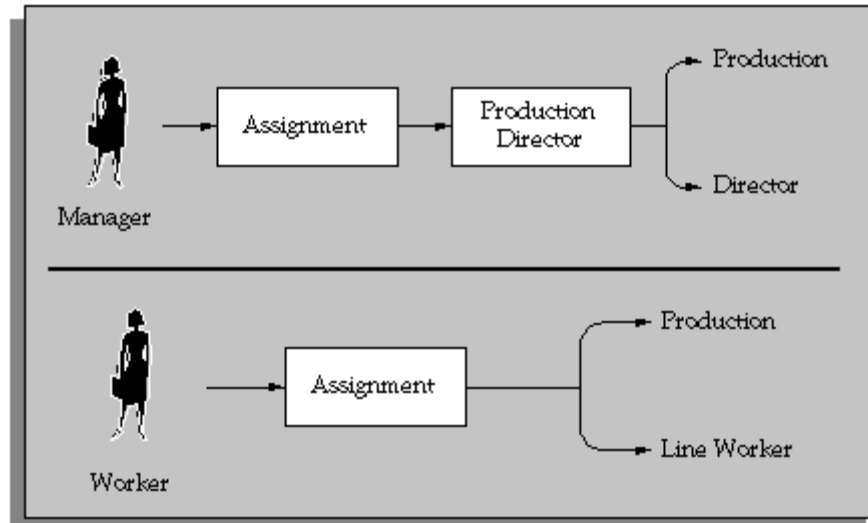 Production
Assignment
Production
Director
Director
Manager
Production
Assignment
Line Worker
Worker